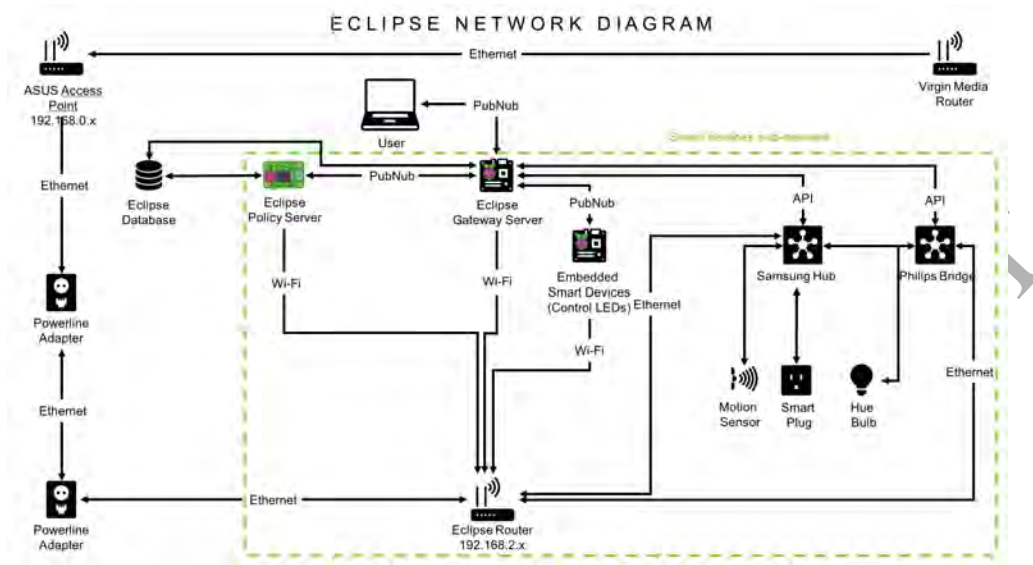 ECLIPSE NETWORK DIAGRAM
Ethernet
ASUS Access
Point
192.168.0.x
Virgin Media
Router
PubNub
User
Ethernet
Eclipse
Database
Eclipse
Policy Server
PubNub
Eclipse
Gateway Server
PubNub
API
API
Embedded
Smart Devices
(Control LEDs)
Samsung Hub
Philips Bridge
Wi-Fi
Wi-Fi
Ethernet
Powerline
Adapter
Wi-Fi
Ethernet
Motion
Sensor
Smart
Plug
Hue
Bulb
Ethernet
Ethernet
Powerline
Adapter
Eclipse Router
192.168.2.x